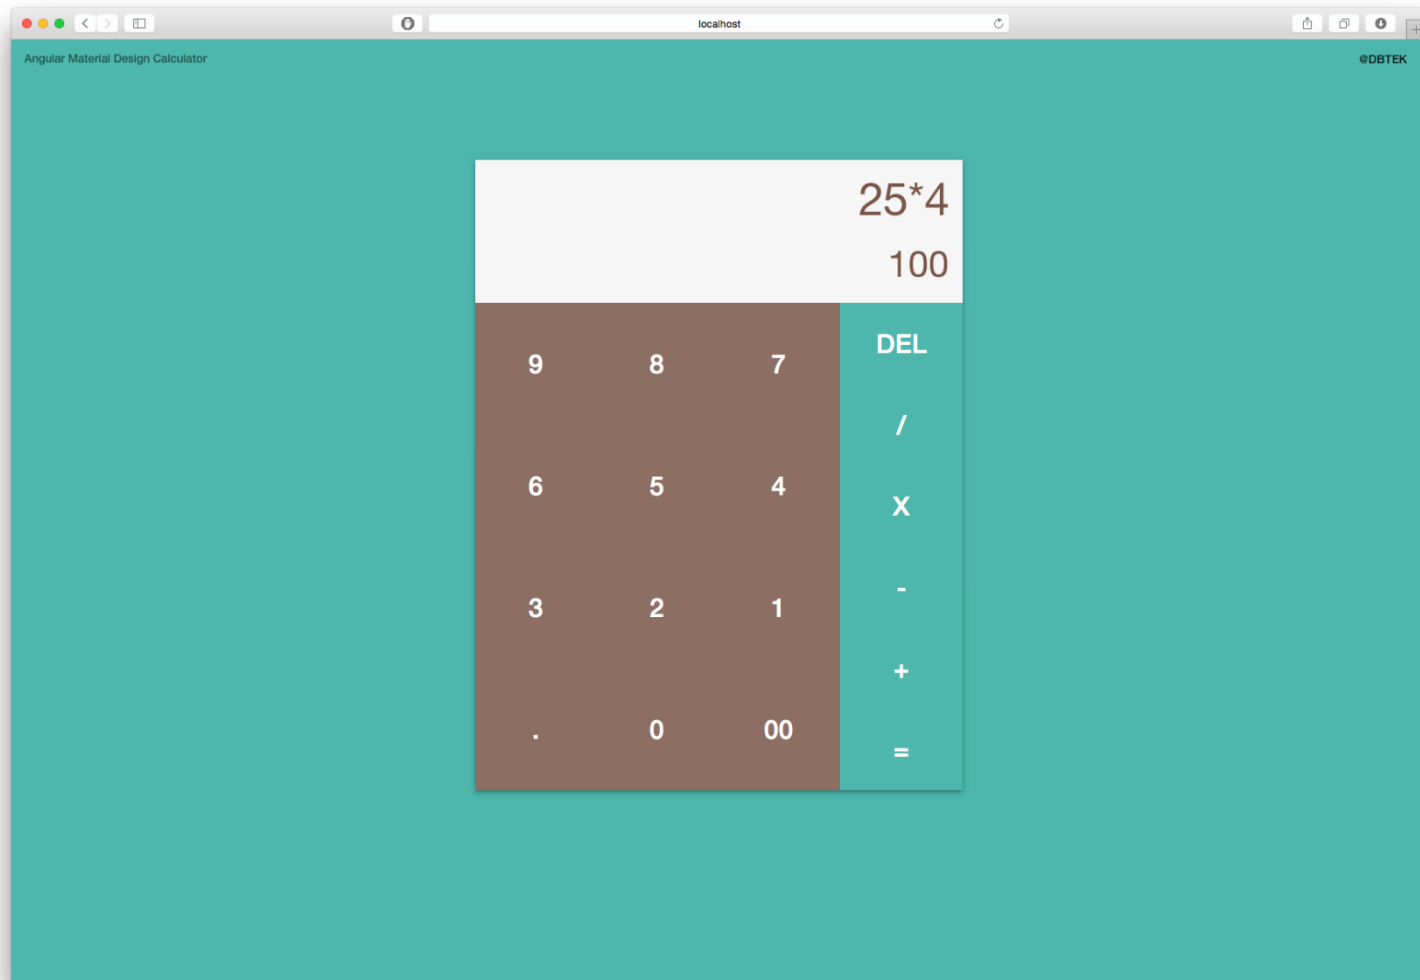 localhost
Angular Material Design Calculator
@DBTEK
25*4
100
DEL
9 8 7
/
6 5 4
X
-
3 2 1
+
. 0 00
=